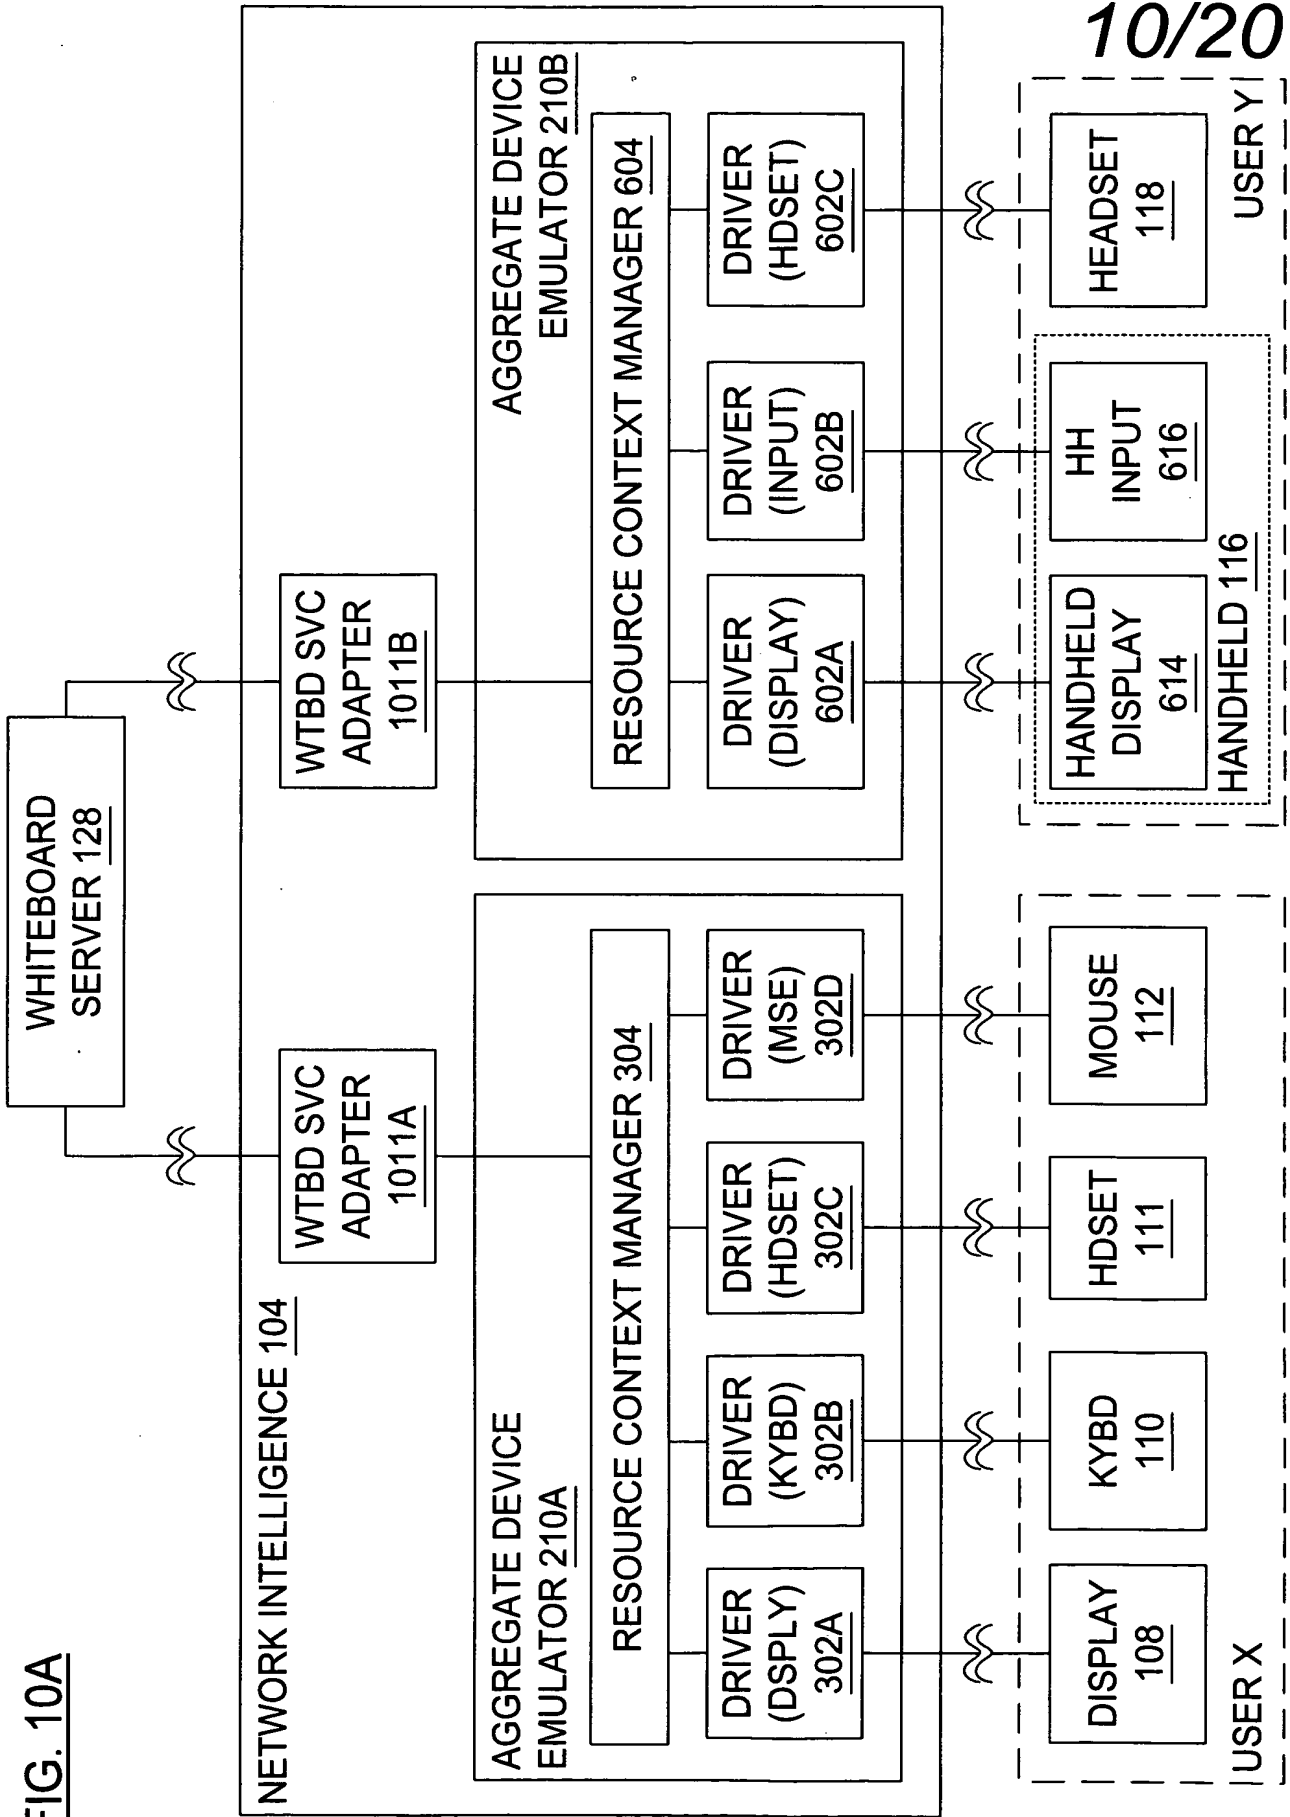 10/20
FIG. 10A
WHITEBOARD
SERVER 128
NETWORK INTELLIGENCE 104
WTBD SVC
ADAPTER
1011A
WTBD SVC
ADAPTER
1011B
AGGREGATE DEVICE
EMULATOR 210A
RESOURCE CONTEXT MANAGER 304
DRIVER
(DSPLY)
302A
DRIVER
(KYBD)
302B
DRIVER
(HDSET)
302C
DRIVER
(MSE)
302D
AGGREGATE DEVICE
EMULATOR 210B
RESOURCE CONTEXT MANAGER 604
DRIVER
(DISPLAY)
602A
DRIVER
(INPUT)
602B
DRIVER
(HDSET)
602C
DISPLAY
108
KYBD
110
HDSET
111
MOUSE
112
USER X
HANDHELD
DISPLAY
614
HH
INPUT
616
HANDHELD 116
HEADSET
118
USER Y